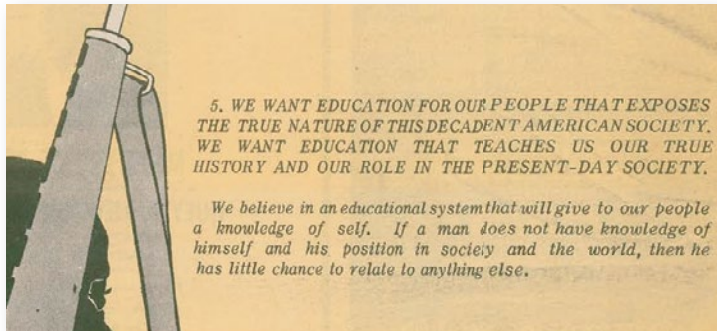 5. WE WANT EDUCATION FOR OUR PEOPLE THAT EXPOSES
THE TRUE NATURE OF THIS DECADENT AMERICAN SOCIETY.
WE WANT EDUCATION THAT TEACHES US OUR TRUE
HISTORY AND OUR ROLE IN THE PRESENT-DAY SOCIETY.
We believe in an educational system that will give to our people
a knowledge of self. If a man does not have knowledge of
himself and his position in society and the world, then he
has little chance to relate to anything else.